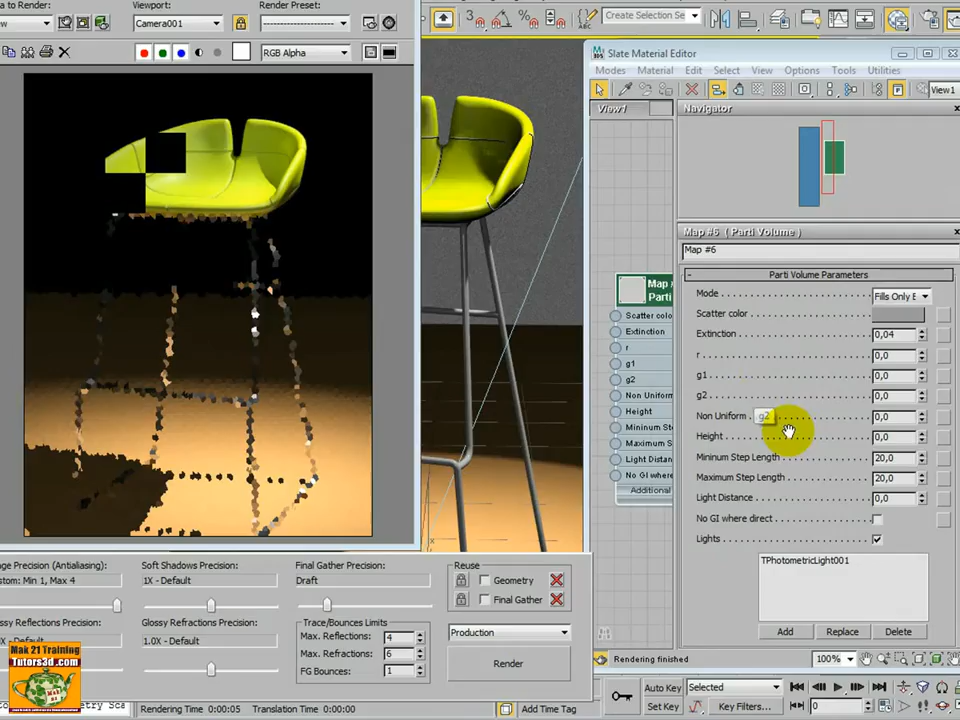 a to Render:
Viewport:
Render Preset:
Camera001
--------------------
RGB Alpha
3
%
Create Selection Se
Slate Material Editor
Modes Material Edit Select View Options Tools Utilities
View1
View1
Navigator
Map #6 ( Parti Volume )
Map #6
Parti Volume Parameters
Mode Fills Only E
Scatter color
Extinction 0,04
r 0,0
g1 0,0
g2 0,0
Non Uniform 0,0
g2
Height 0,0
Mininum Step Length 20,0
Maximum Step Length 20,0
Light Distance 0,0
No GI where direct
Lights
TPhotometricLight001
Add Replace Delete
Map #
Parti
Scatter colo
Extinction
r
g1
g2
Non Uniform
Height
Mininum Ste
Maximum S
Light Distanc
No GI where
Additional
Rendering finished
100%
age Precision (Antialiasing):
ustom: Min 1, Max 4
Soft Shadows Precision:
1X - Default
Final Gather Precision:
Draft
ossy Reflections Precision:
X - Default
Glossy Refractions Precision:
1.0X - Default
Trace/Bounces Limits
Max. Reflections: 4
Max. Refractions: 6
FG Bounces: 1
Reuse
Geometry
Final Gather
Production
Render
Mak 21 Training
Tutors3d.com
Rendering Time 0:00:05 Translation Time 0:00:00
Add Time Tag
Auto Key
Selected
Set Key
Key Filters...
0